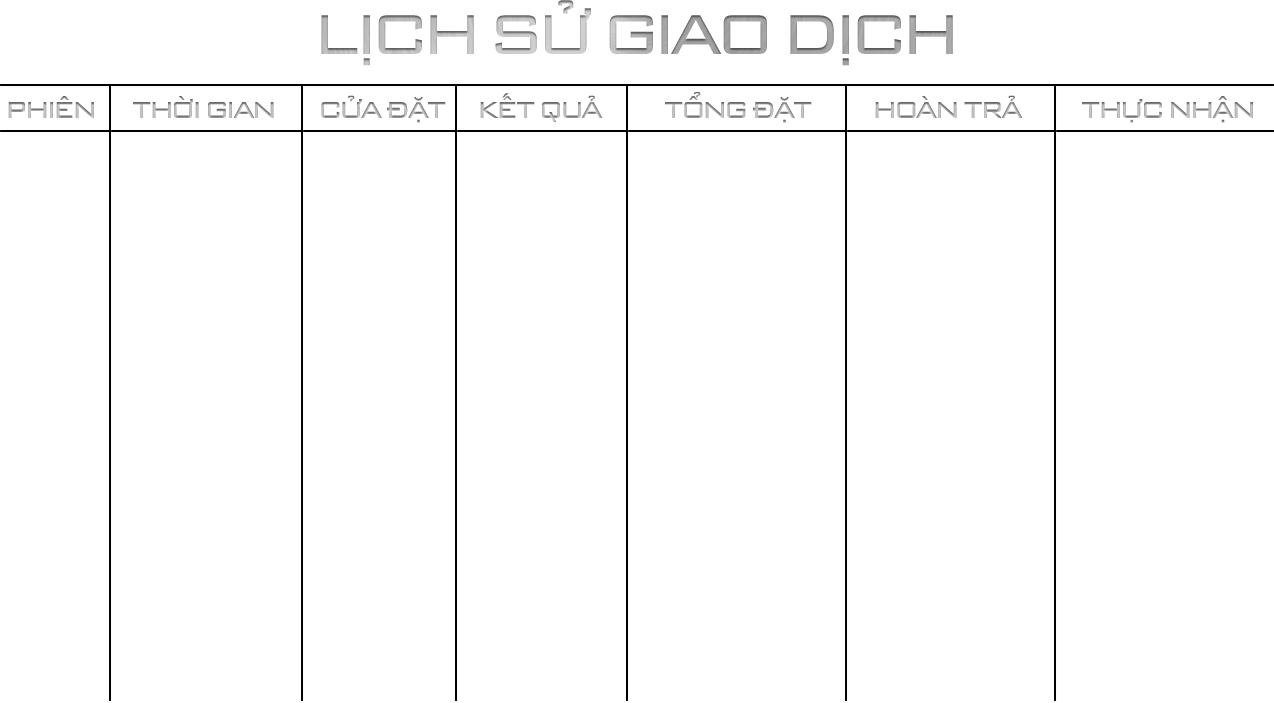 LỊCH SỬ GIAO DỊCH
PHIÊN THỜI GIAN CỬA ĐẶT KẾT QUẢ TỔNG ĐẶT HOÀN TRẢ THỰC NHẬN